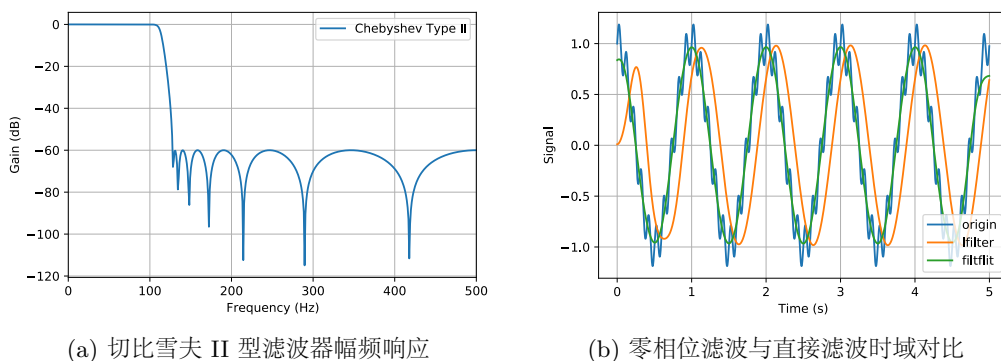 0
−20
−40
−60
−80
−100
−120
Gain (dB)
0 100 200 300 400 500
Frequency (Hz)
Chebyshev Type II
(a) 切比雪夫 II 型滤波器幅频响应
1.0
0.5
0.0
−0.5
−1.0
Signal
0 1 2 3 4 5
Time (s)
origin
lfilter
filtflit
(b) 零相位滤波与直接滤波时域对比